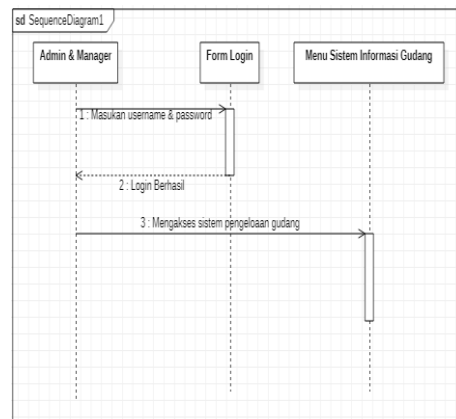 sd SequenceDiagram1
Admin & Manager
Form Login
Menu Sistem Informasi Gudang
1 : Masukan username & password
2 : Login Berhasil
3 : Mengakses sistem pengeloaan gudang